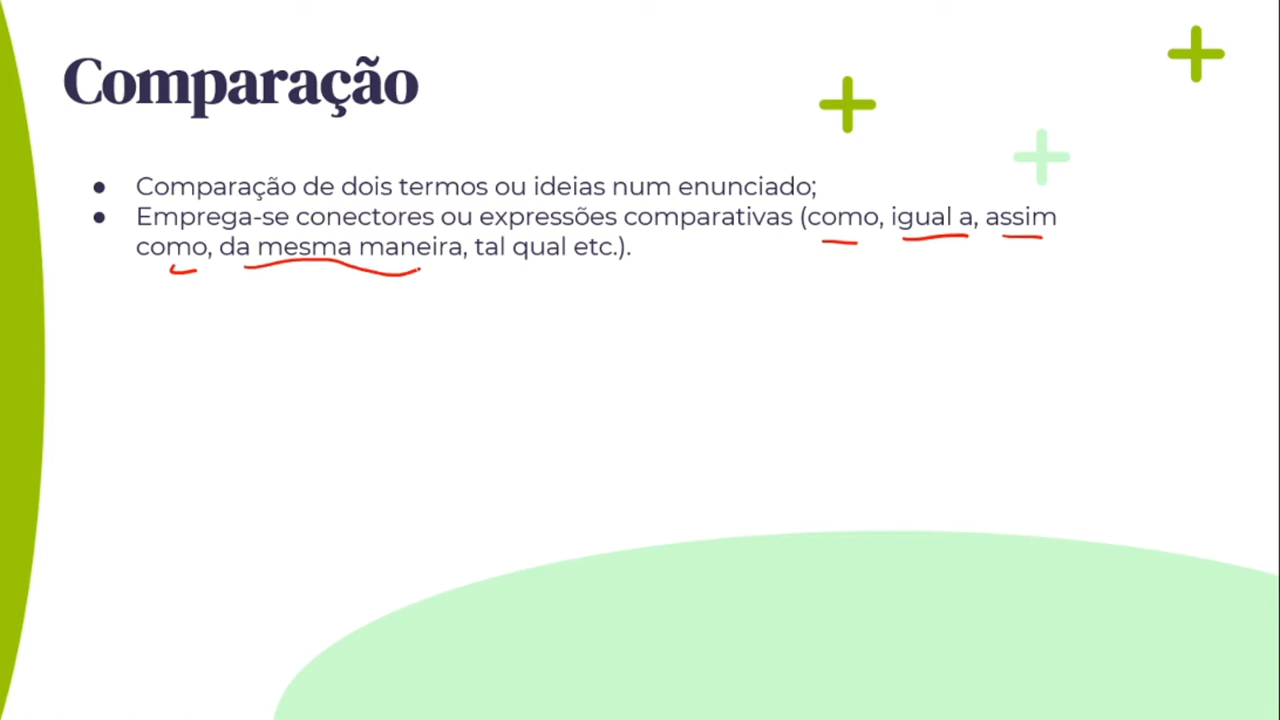 Comparação
● Comparação de dois termos ou ideias num enunciado;
● Emprega-se conectores ou expressões comparativas (como, igual a, assim
como, da mesma maneira, tal qual etc.).